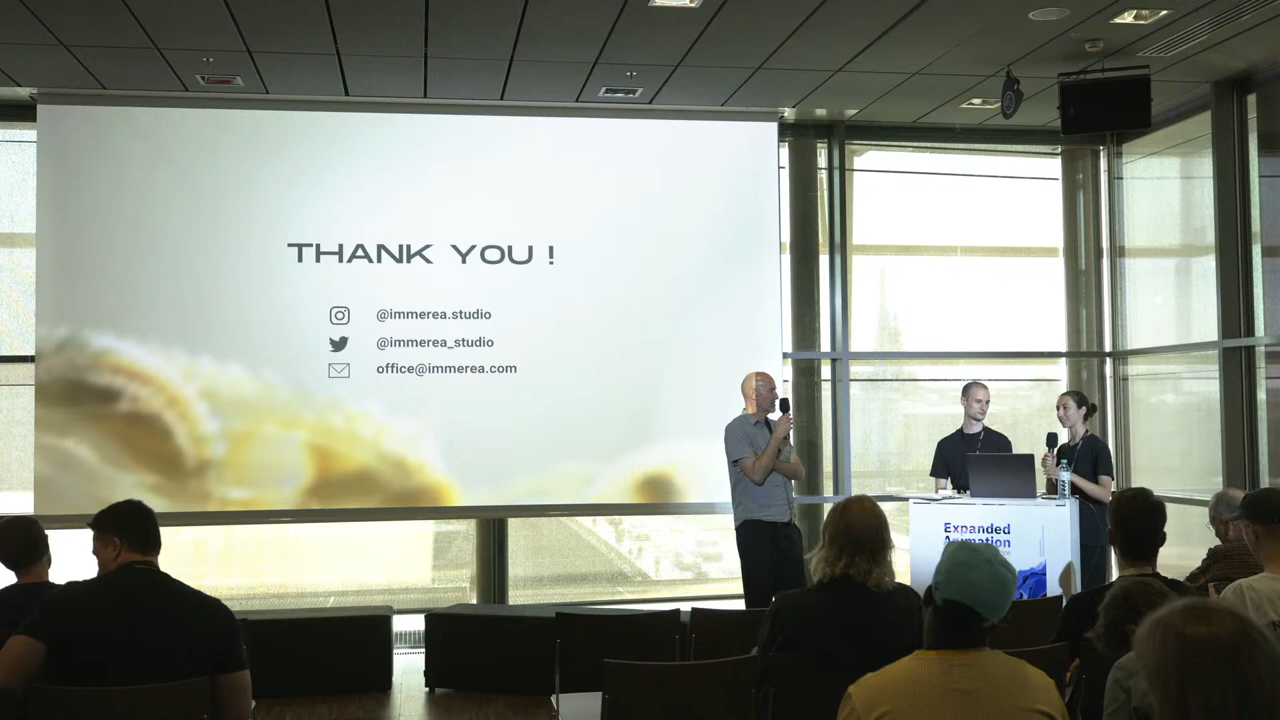 THANK YOU !
@immerea.studio
@immerea_studio
office@immerea.com
Expanded
Animation